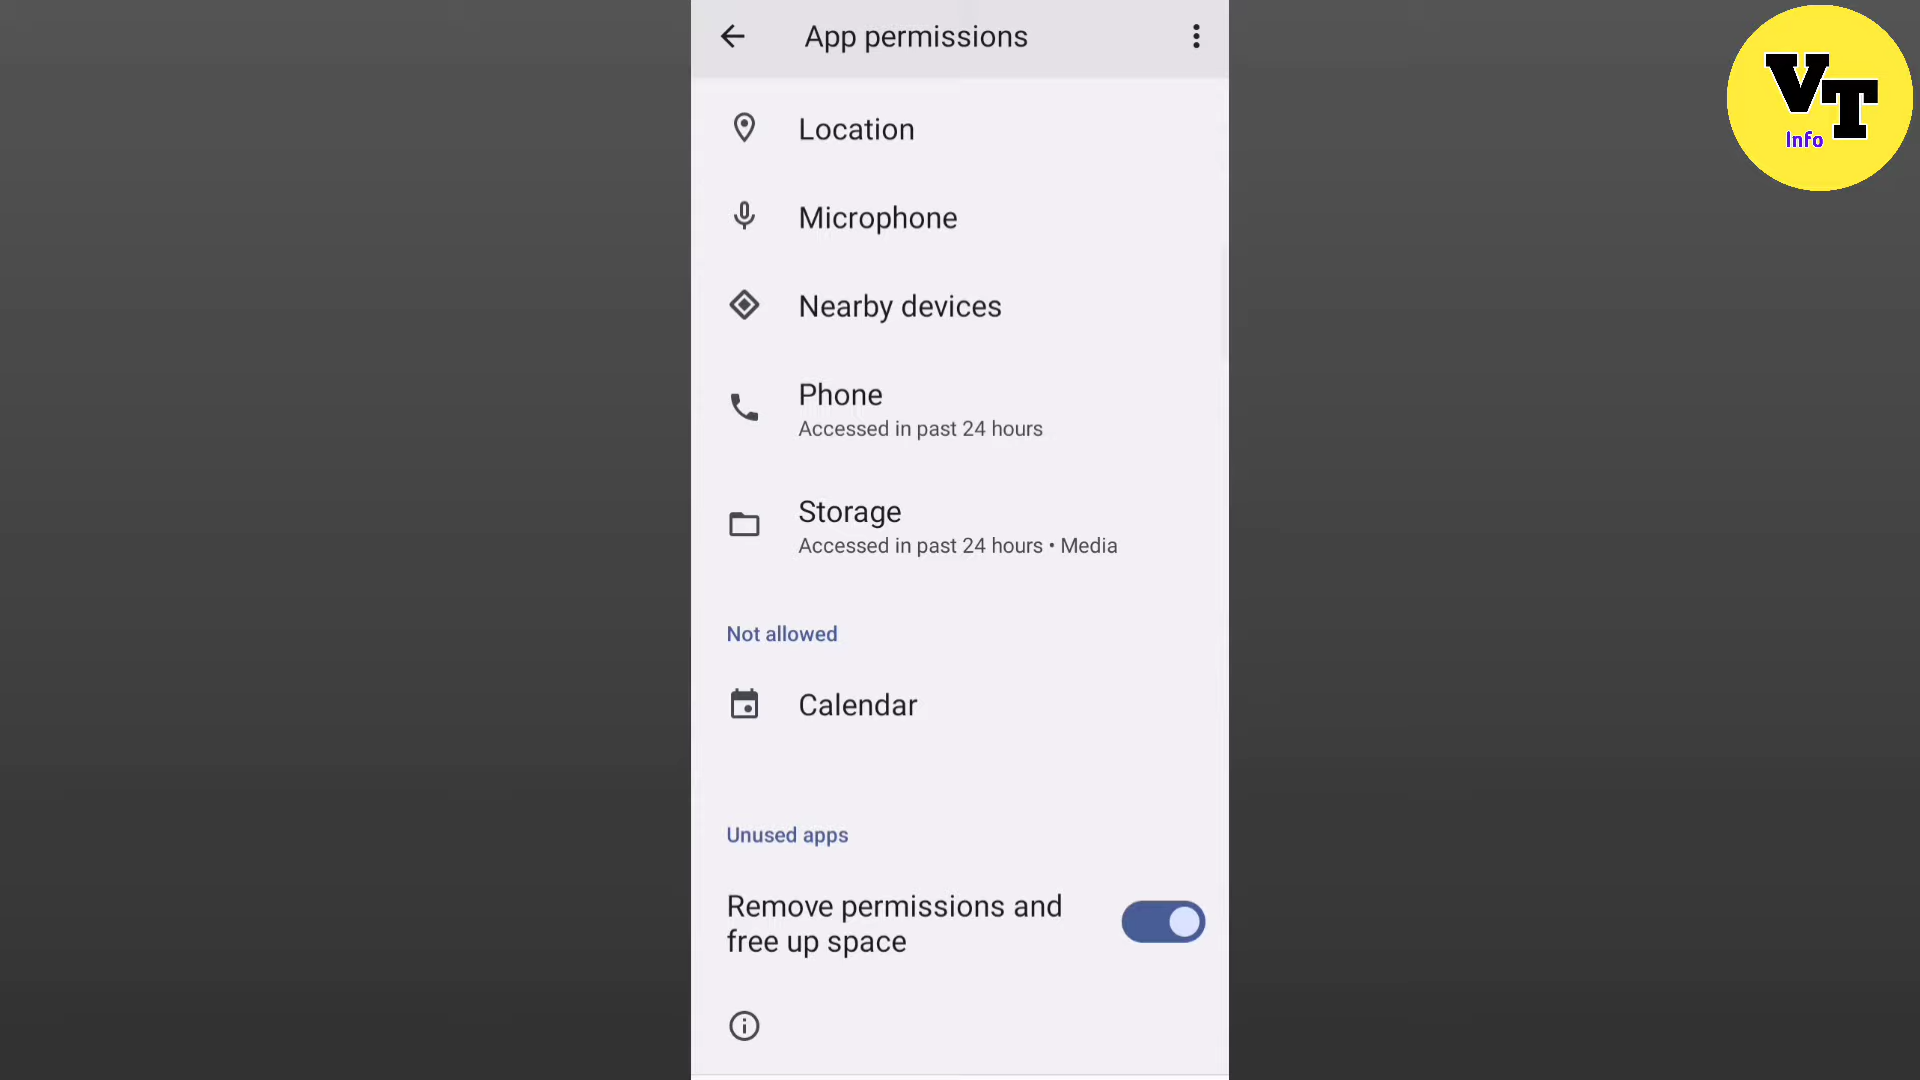 App permissions
VT
Info
Location
Microphone
Nearby devices
Phone
Accessed in past 24 hours
Storage
Accessed in past 24 hours • Media
Not allowed
Calendar
Unused apps
Remove permissions and
free up space